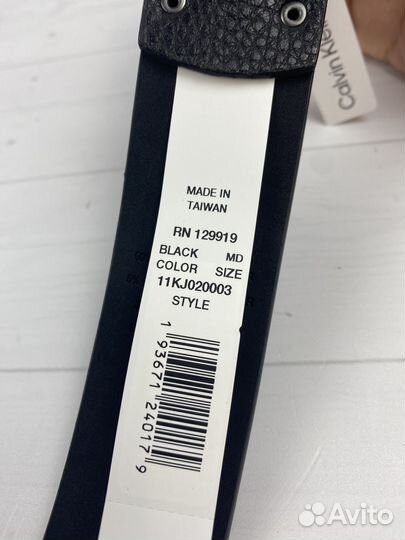 Calvin Klein
MADE IN
TAIWAN
RN 129919
BLACK MD
COLOR SIZE
11KJ020003
STYLE
1 93671 24017 9
Avito